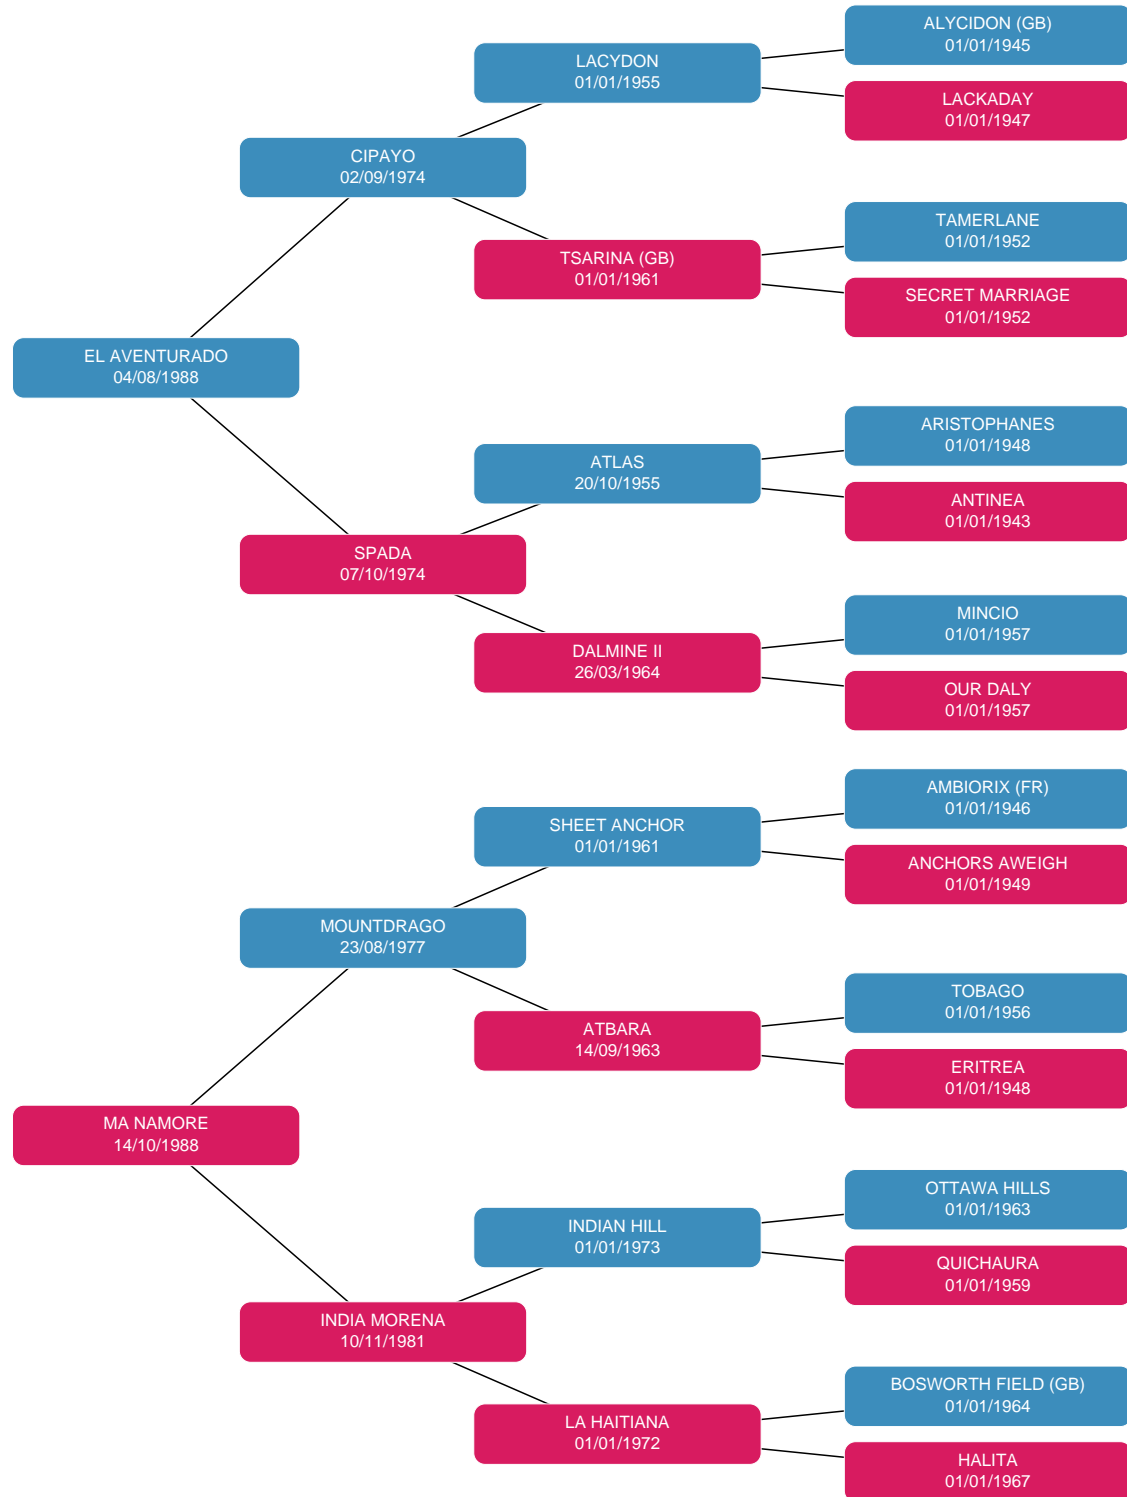 ALYCIDON (GB)
01/01/1945
LACYDON
01/01/1955
LACKADAY
01/01/1947
CIPAYO
02/09/1974
TAMERLANE
01/01/1952
TSARINA (GB)
01/01/1961
SECRET MARRIAGE
01/01/1952
EL AVENTURADO
04/08/1988
ARISTOPHANES
01/01/1948
ATLAS
20/10/1955
ANTINEA
01/01/1943
SPADA
07/10/1974
MINCIO
01/01/1957
DALMINE II
26/03/1964
OUR DALY
01/01/1957
AMBIORIX (FR)
01/01/1946
SHEET ANCHOR
01/01/1961
ANCHORS AWEIGH
01/01/1949
MOUNTDRAGO
23/08/1977
TOBAGO
01/01/1956
ATBARA
14/09/1963
ERITREA
01/01/1948
MA NAMORE
14/10/1988
OTTAWA HILLS
01/01/1963
INDIAN HILL
01/01/1973
QUICHAURA
01/01/1959
INDIA MORENA
10/11/1981
BOSWORTH FIELD (GB)
01/01/1964
LA HAITIANA
01/01/1972
HALITA
01/01/1967